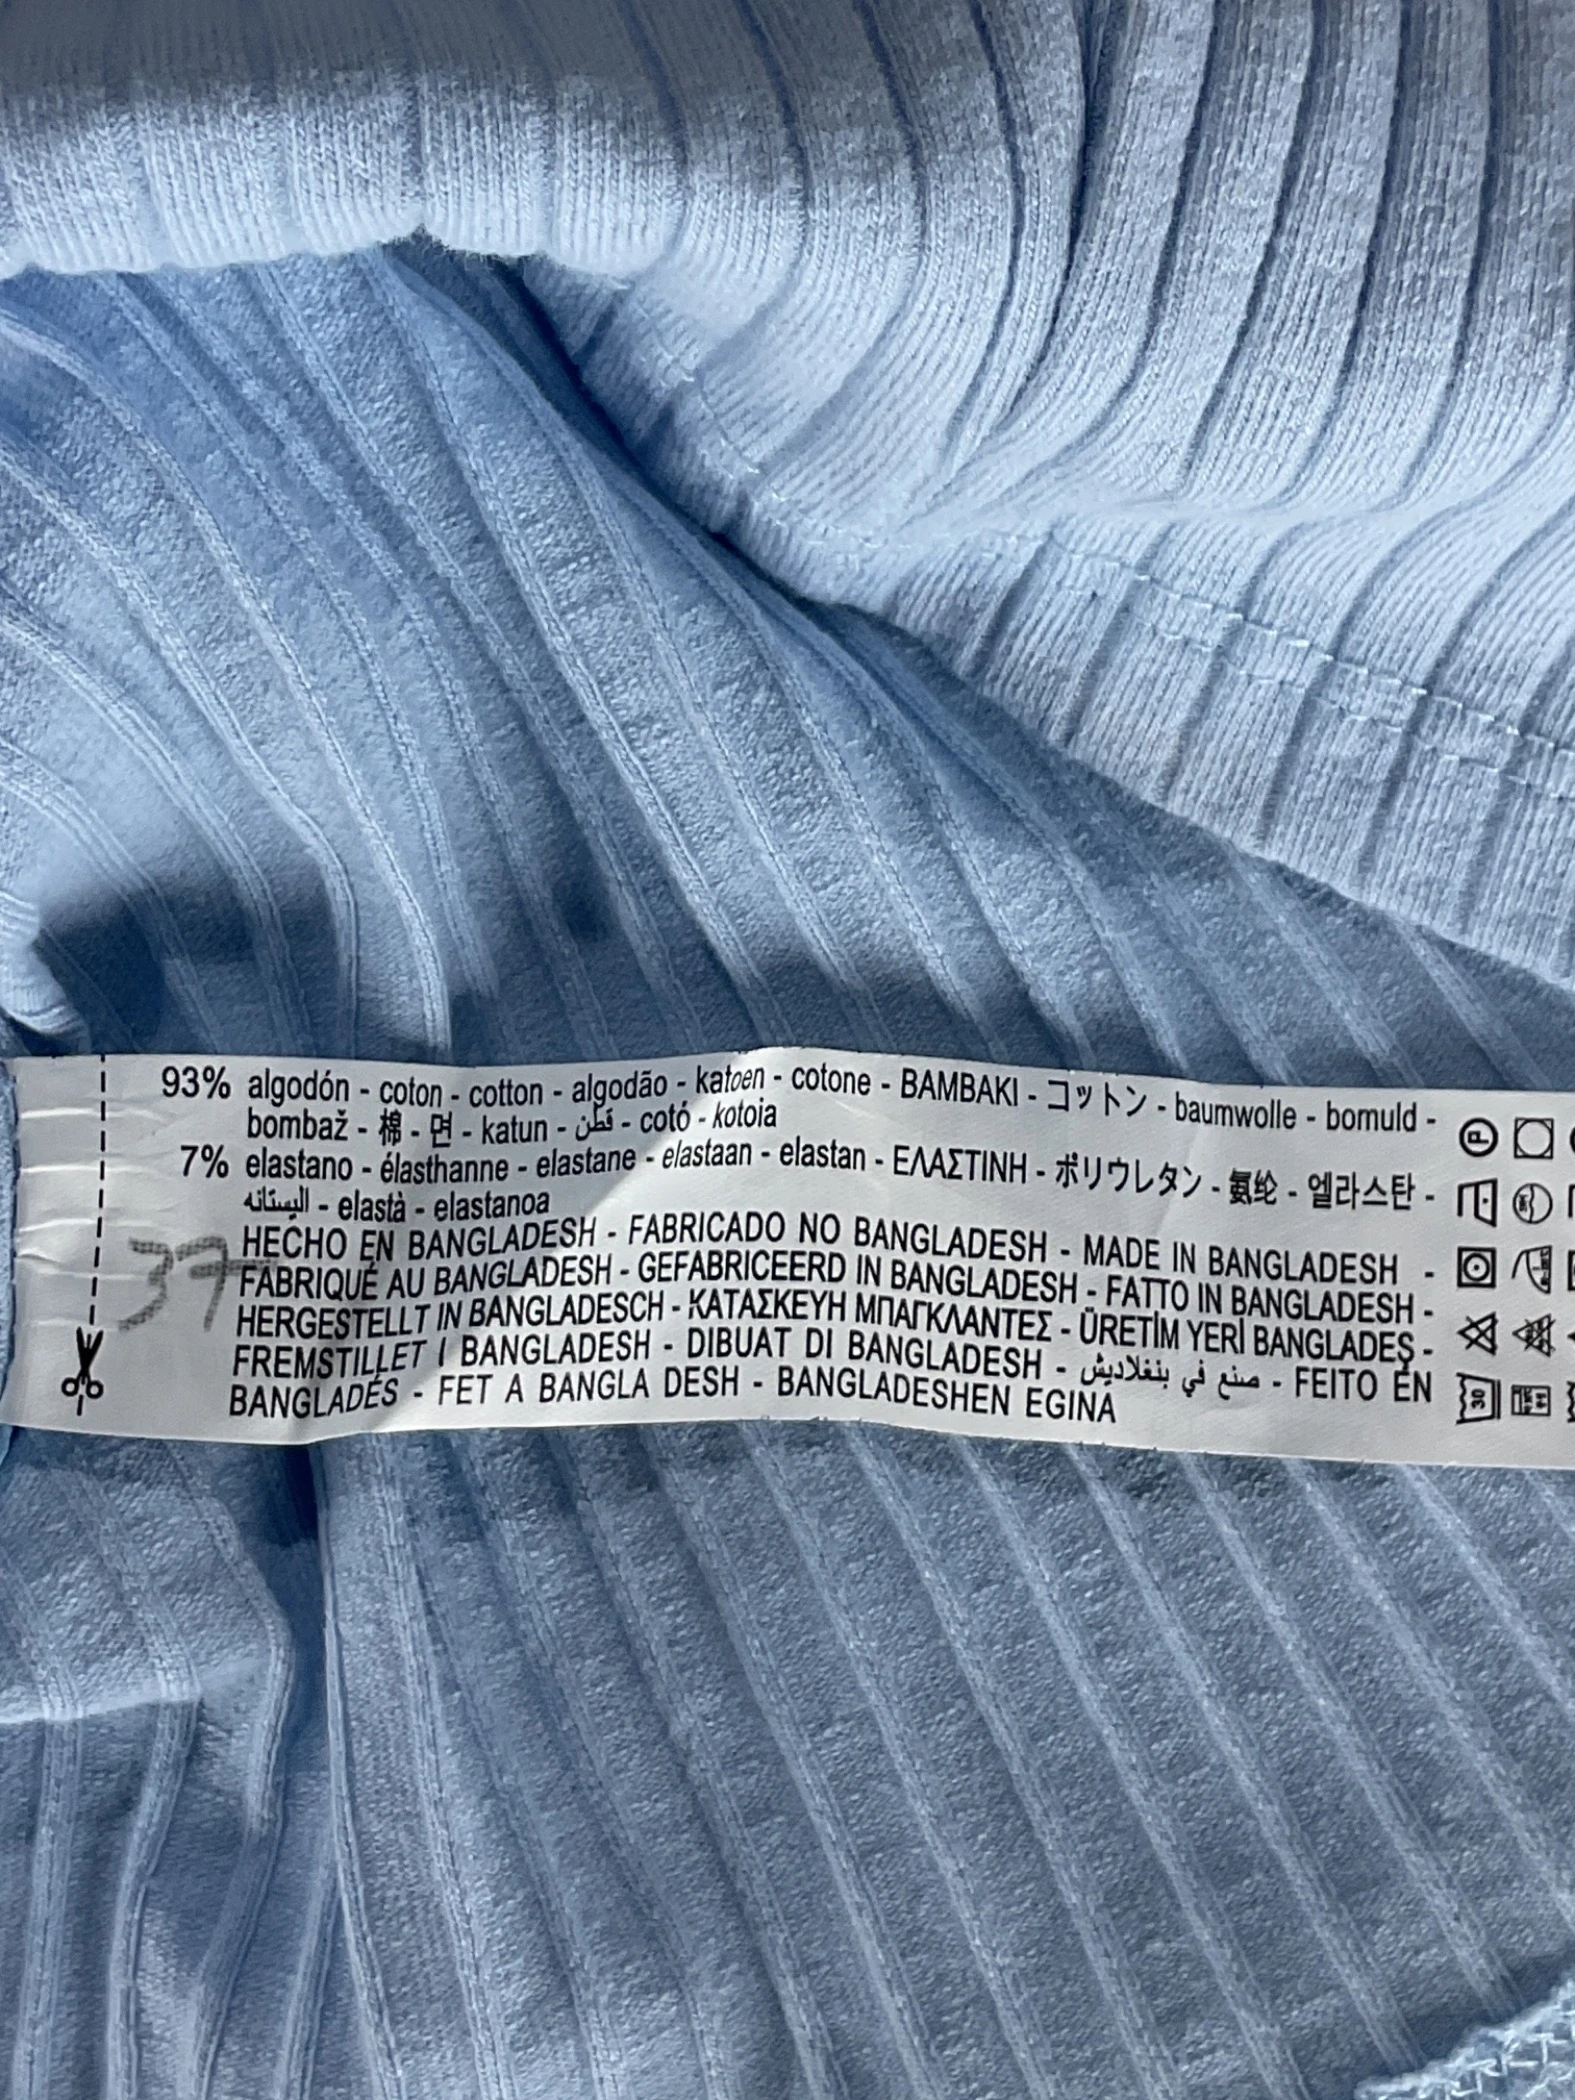 93% algodón - coton - cotton - algodão - katoen - cotone - BAMBAKI - コットン - baumwolle - bomuld -
bombaž - 棉 - 면 - katun - قطن - cotó - kotoia
7% elastano - élasthanne - elastane - elastaan - elastan - ΕΛΑΣΤΙΝΗ - ポリウレタン - 氨纶 - 엘라스탄 -
اليستانه - elastà - elastanoa
37
HECHO EN BANGLADESH - FABRICADO NO BANGLADESH - MADE IN BANGLADESH -
FABRIQUÉ AU BANGLADESH - GEFABRICEERD IN BANGLADESH - FATTO IN BANGLADESH -
HERGESTELLT IN BANGLADESCH - ΚΑΤΑΣΚΕΥΗ ΜΠΑΓΚΛΑΝΤΕΣ - ÜRETİM YERİ BANGLADEŞ -
FREMSTILLET I BANGLADESH - DIBUAT DI BANGLADESH - صنع في بنغلاديش - FEITO EN
BANGLADÉS - FET A BANGLA DESH - BANGLADESHEN EGINA
P
30